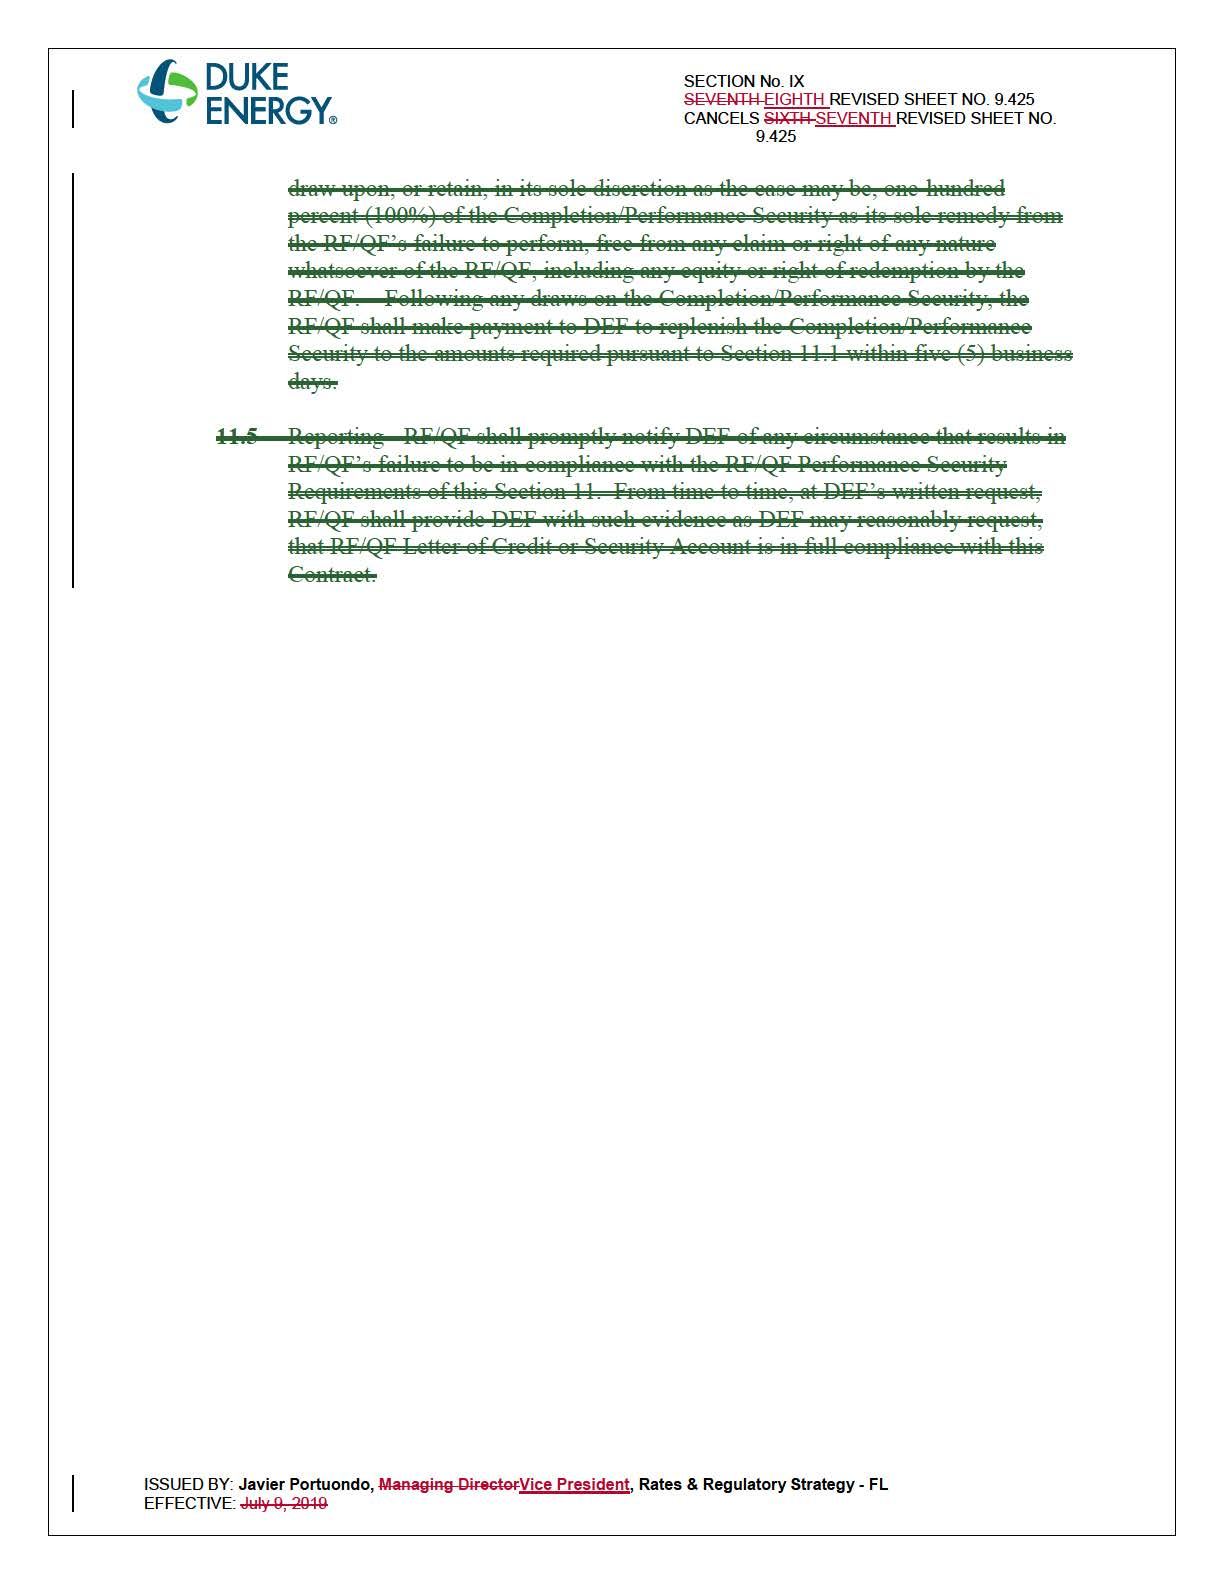 DUKE
ENERGY®
SECTION No. IX
SEVENTH EIGHTH REVISED SHEET NO. 9.425
CANCELS SIXTH SEVENTH REVISED SHEET NO.
9.425
draw upon, or retain, in its sole discretion as the case may be, one-hundred
percent (100%) of the Completion/Performance Security as its sole remedy from
the RF/QF’s failure to perform, free from any claim or right of any nature
whatsoever of the RF/QF, including any equity or right of redemption by the
RF/QF. Following any draws on the Completion/Performance Security, the
RF/QF shall make payment to DEF to replenish the Completion/Performance
Security to the amounts required pursuant to Section 11.1 within five (5) business
days.
11.5 Reporting RF/QF shall promptly notify DEF of any circumstance that results in
RF/QF’s failure to be in compliance with the RF/QF Performance Security
Requirements of this Section 11. From time to time, at DEF’s written request,
RF/QF shall provide DEF with such evidence as DEF may reasonably request,
that RF/QF Letter of Credit or Security Account is in full compliance with this
Contract.
ISSUED BY: Javier Portuondo, Managing DirectorVice President, Rates & Regulatory Strategy - FL
EFFECTIVE: July 9, 2019